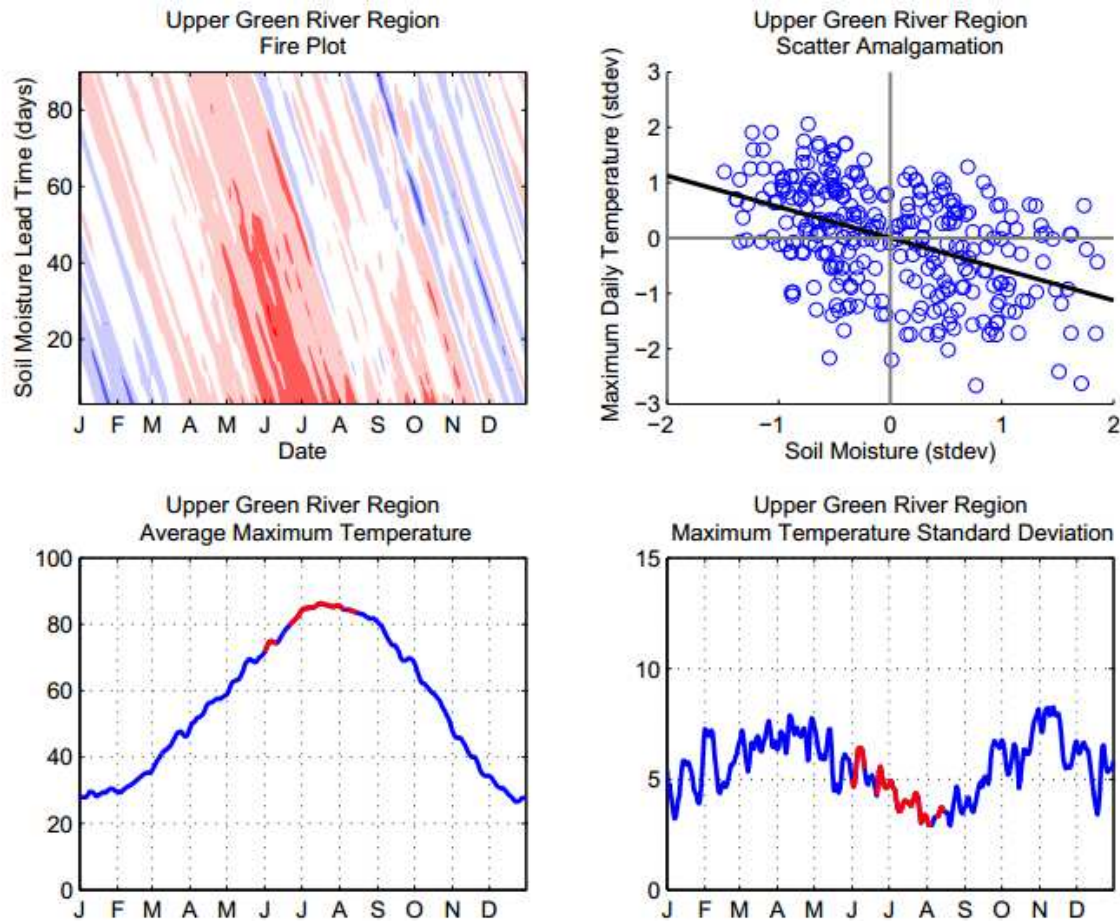 Upper Green River Region
Fire Plot
Soil Moisture Lead Time (days)
80
60
40
20
J F M A M J J A S O N D
Date
Upper Green River Region
Scatter Amalgamation
Maximum Daily Temperature (stdev)
3
2
1
0
−1
−2
−3
−2 −1 0 1 2
Soil Moisture (stdev)
Upper Green River Region
Average Maximum Temperature
100
80
60
40
20
0
J F M A M J J A S O N D
Upper Green River Region
Maximum Temperature Standard Deviation
15
10
5
0
J F M A M J J A S O N D